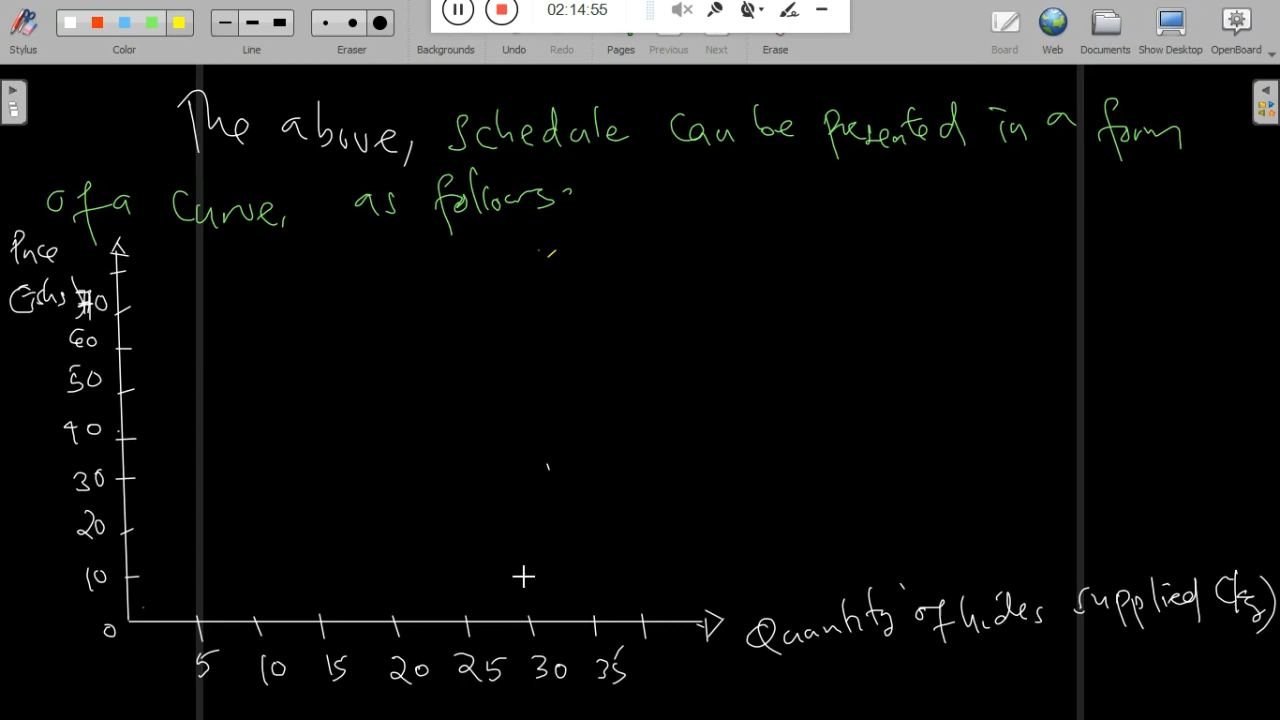 02:14:55
Stylus Color Line Eraser Backgrounds Undo Redo Pages Previous Next Erase Board Web Documents Show Desktop OpenBoard
The above, schedule can be presented in a form
of a curve, as follows.
Price
(Gshs) 70
60
50
40
30
20
10
0
5 10 15 20 25 30 35
Quantity of hides supplied (kg)